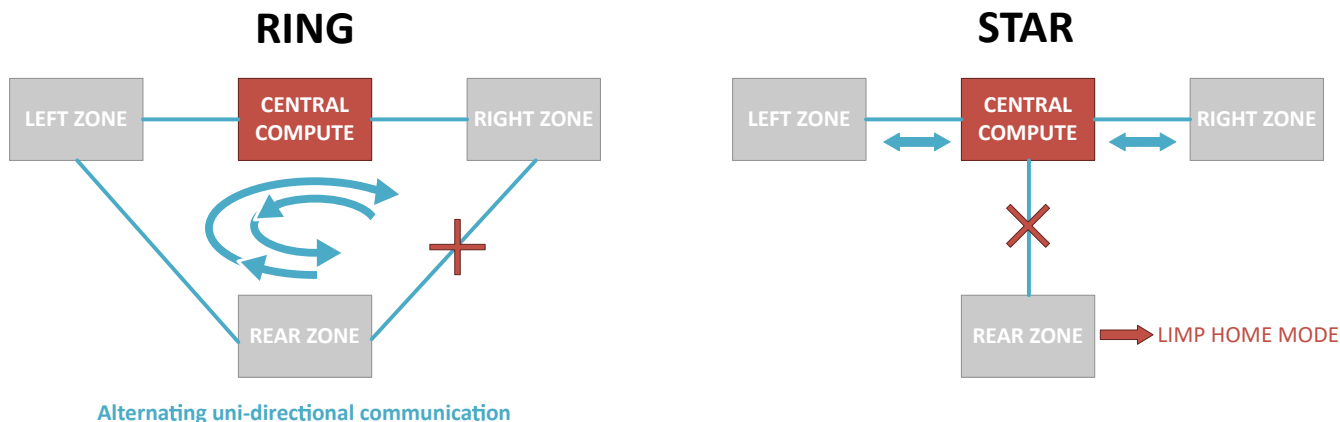 RING
LEFT ZONE
CENTRAL
COMPUTE
RIGHT ZONE
REAR ZONE
Alternating uni-directional communication
STAR
LEFT ZONE
CENTRAL
COMPUTE
RIGHT ZONE
REAR ZONE
LIMP HOME MODE